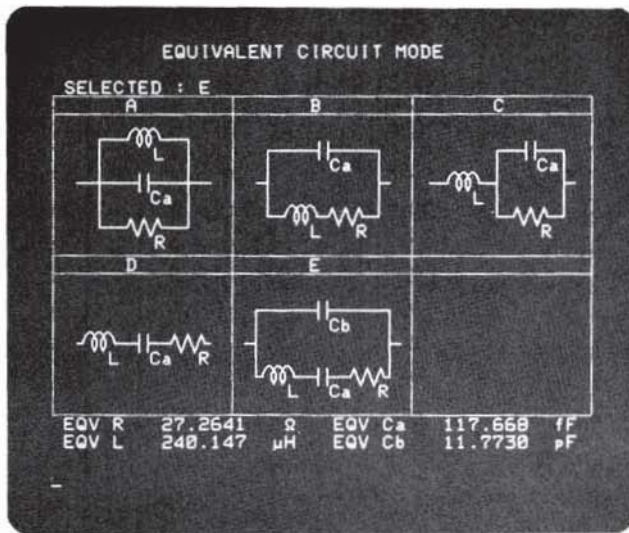 EQUIVALENT CIRCUIT MODE
SELECTED : E
A B C
L
Ca
R
Ca
L R
Ca
L
R
D E
L Ca R
Cb
L Ca R
EQV R 27.2641 Ω EQV Ca 117.668 fF
EQV L 240.147 µH EQV Cb 11.7730 pF